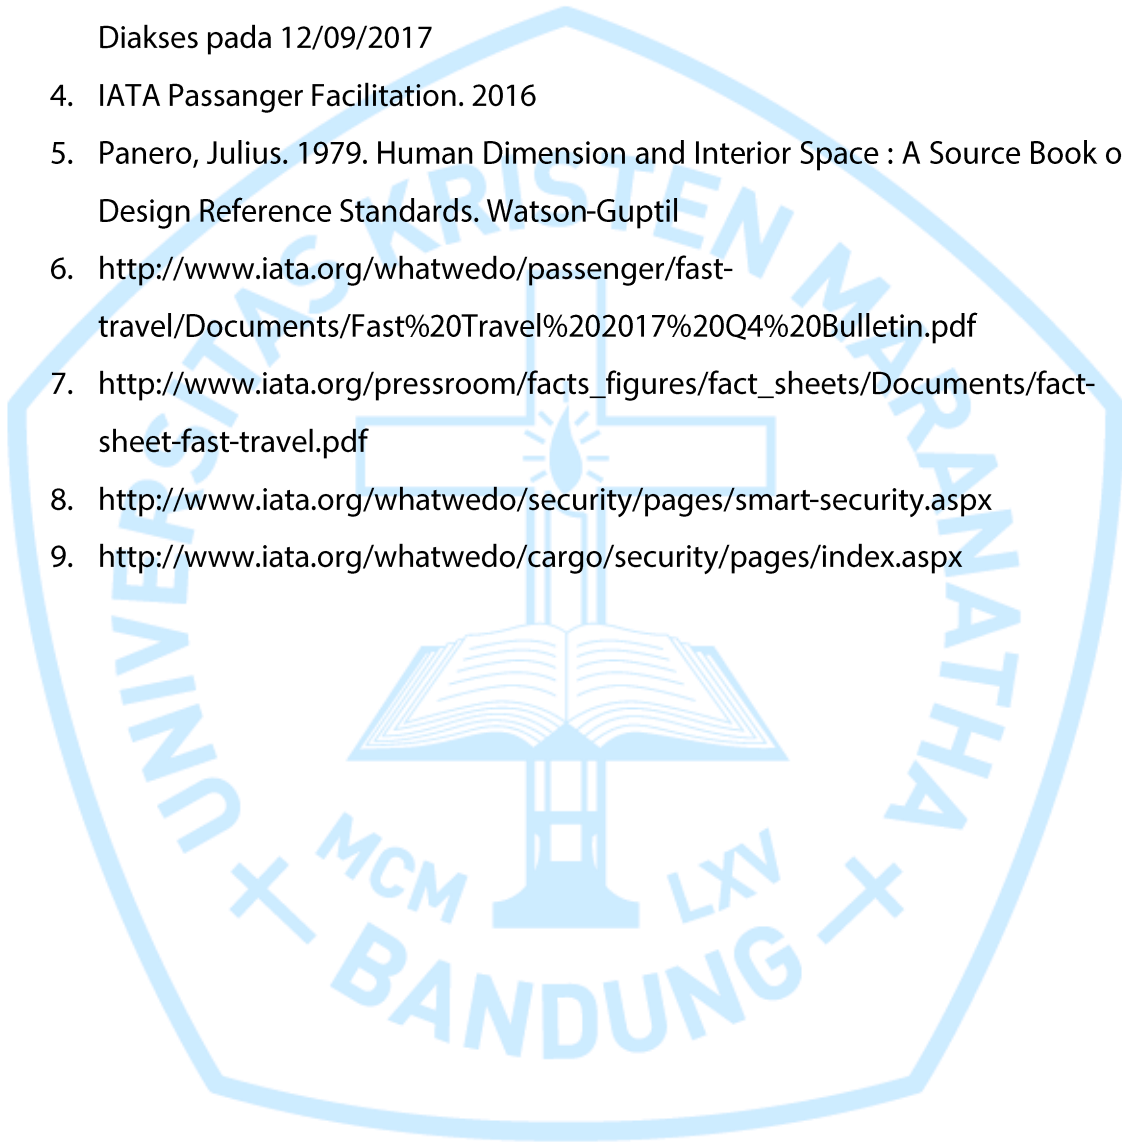 Diakses pada 12/09/2017
4. IATA Passanger Facilitation. 2016
5. Panero, Julius. 1979. Human Dimension and Interior Space : A Source Book o
Design Reference Standards. Watson-Guptil
6. http://www.iata.org/whatwedo/passenger/fast-
travel/Documents/Fast%20Travel%202017%20Q4%20Bulletin.pdf
7. http://www.iata.org/pressroom/facts_figures/fact_sheets/Documents/fact-
sheet-fast-travel.pdf
8. http://www.iata.org/whatwedo/security/pages/smart-security.aspx
9. http://www.iata.org/whatwedo/cargo/security/pages/index.aspx
UNIVERSITAS KRISTEN MARANATHA
MCM LXV
BANDUNG